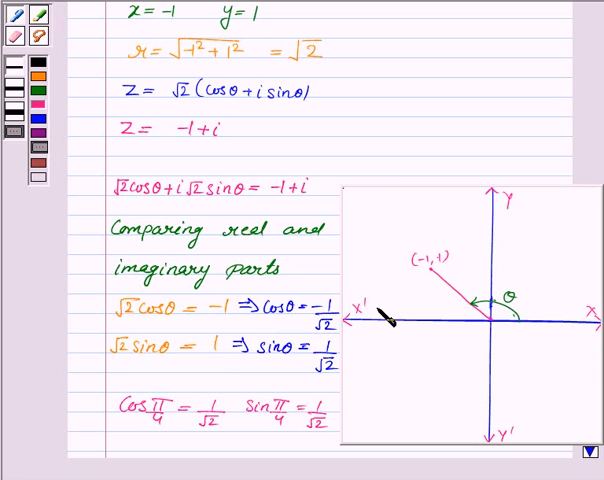 x = -1 y = 1
r = √-1² + 1² = √2
Z = √2 (cosθ + i sinθ)
Z = -1 + i
√2 cosθ + i √2 sinθ = -1 + i
Comparing real and
imaginary parts
√2 cosθ = -1 ⇒ cosθ = -1/√2
√2 sinθ = 1 ⇒ sinθ = 1/√2
Cos π/4 = 1/√2 Sin π/4 = 1/√2
Y
(-1, 1)
θ
X'
X
Y'